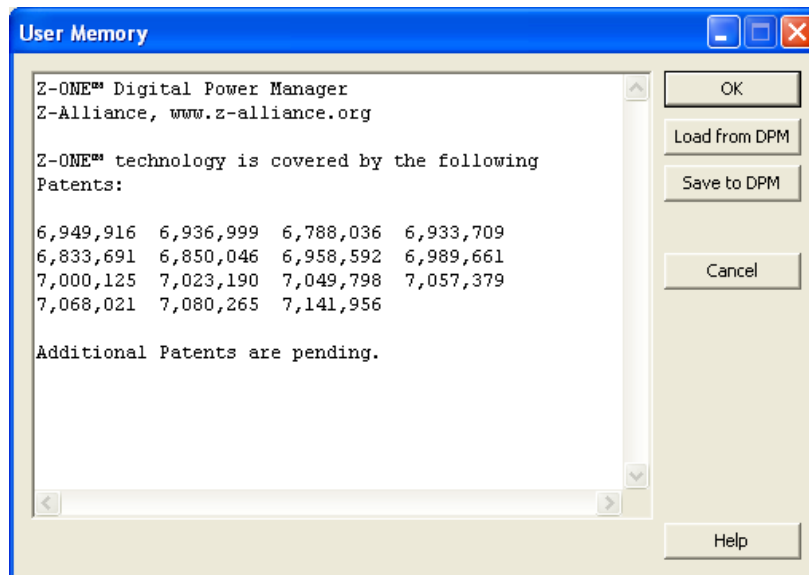 User Memory
Z-ONE™ Digital Power Manager
Z-Alliance, www.z-alliance.org
Z-ONE™ technology is covered by the following
Patents:
6,949,916 6,936,999 6,788,036 6,933,709
6,833,691 6,850,046 6,958,592 6,989,661
7,000,125 7,023,190 7,049,798 7,057,379
7,068,021 7,080,265 7,141,956
Additional Patents are pending.
OK
Load from DPM
Save to DPM
Cancel
Help